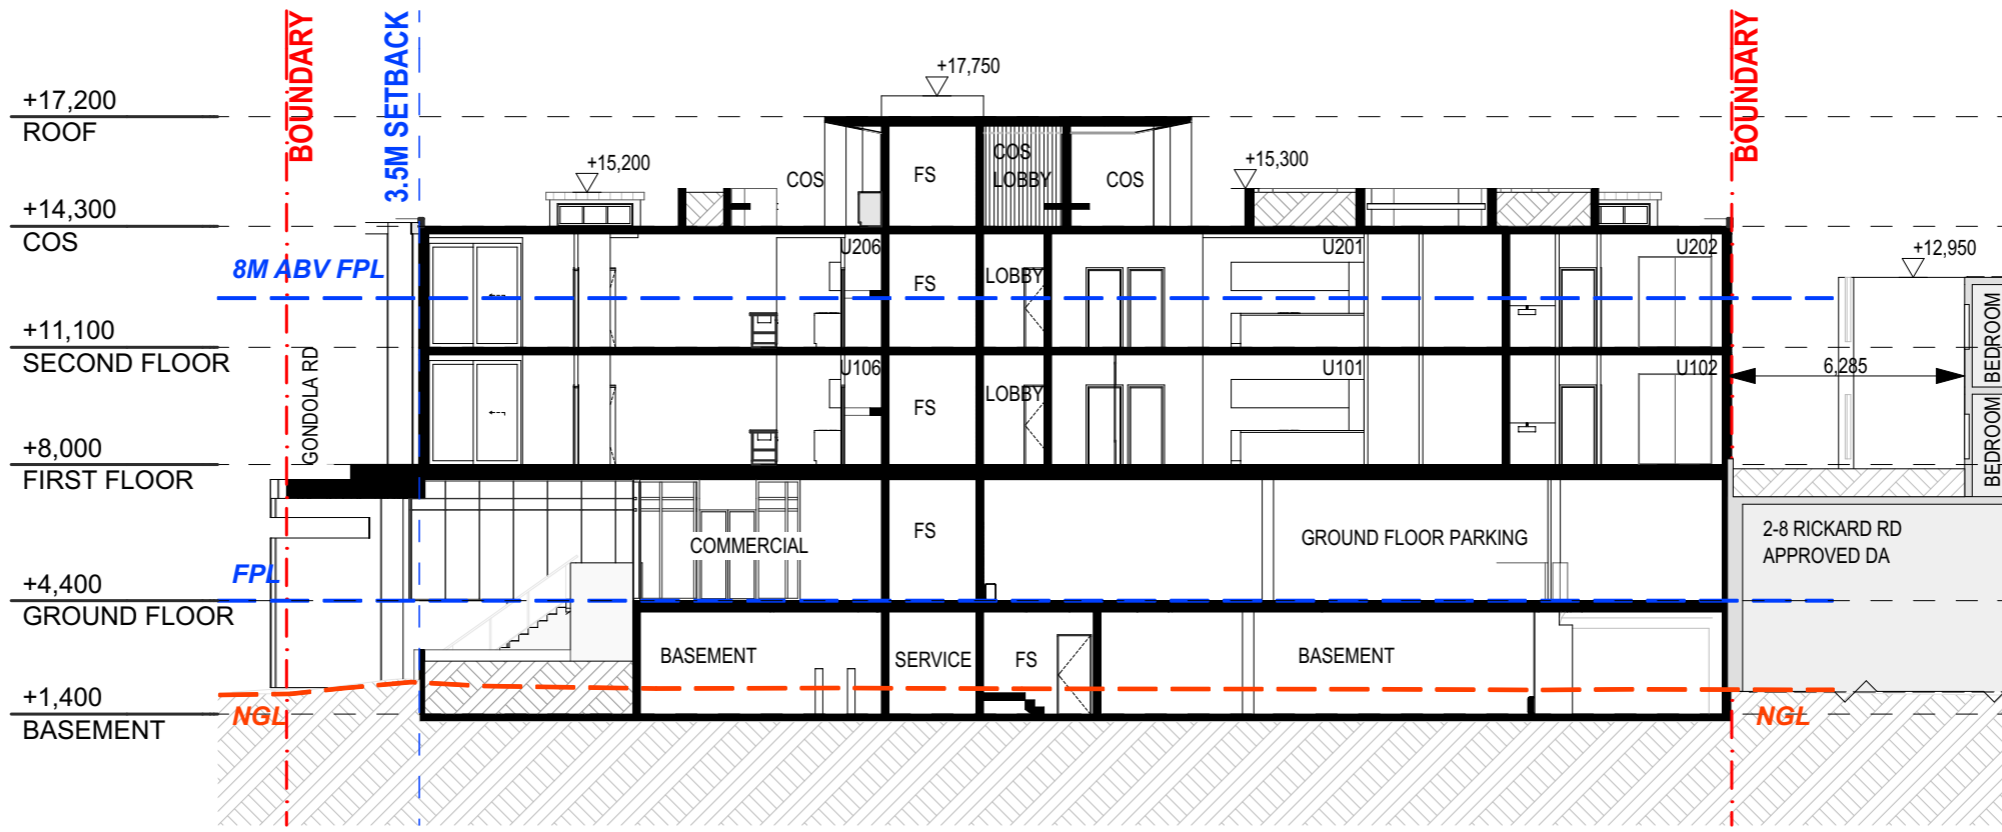 BOUNDARY
3.5M SETBACK
BOUNDARY
+17,750
+17,200
ROOF
+15,200
COS
FS
COS
LOBBY
COS
+15,300
+14,300
COS
8M ABV FPL
U206
FS
LOBBY
U201
U202
+12,950
BEDROOM
+11,100
SECOND FLOOR
GONDOLA RD
U106
FS
LOBBY
U101
U102
6,285
BEDROOM
+8,000
FIRST FLOOR
COMMERCIAL
FS
GROUND FLOOR PARKING
2-8 RICKARD RD
APPROVED DA
FPL
+4,400
GROUND FLOOR
BASEMENT
SERVICE
FS
BASEMENT
+1,400
BASEMENT
NGL
NGL